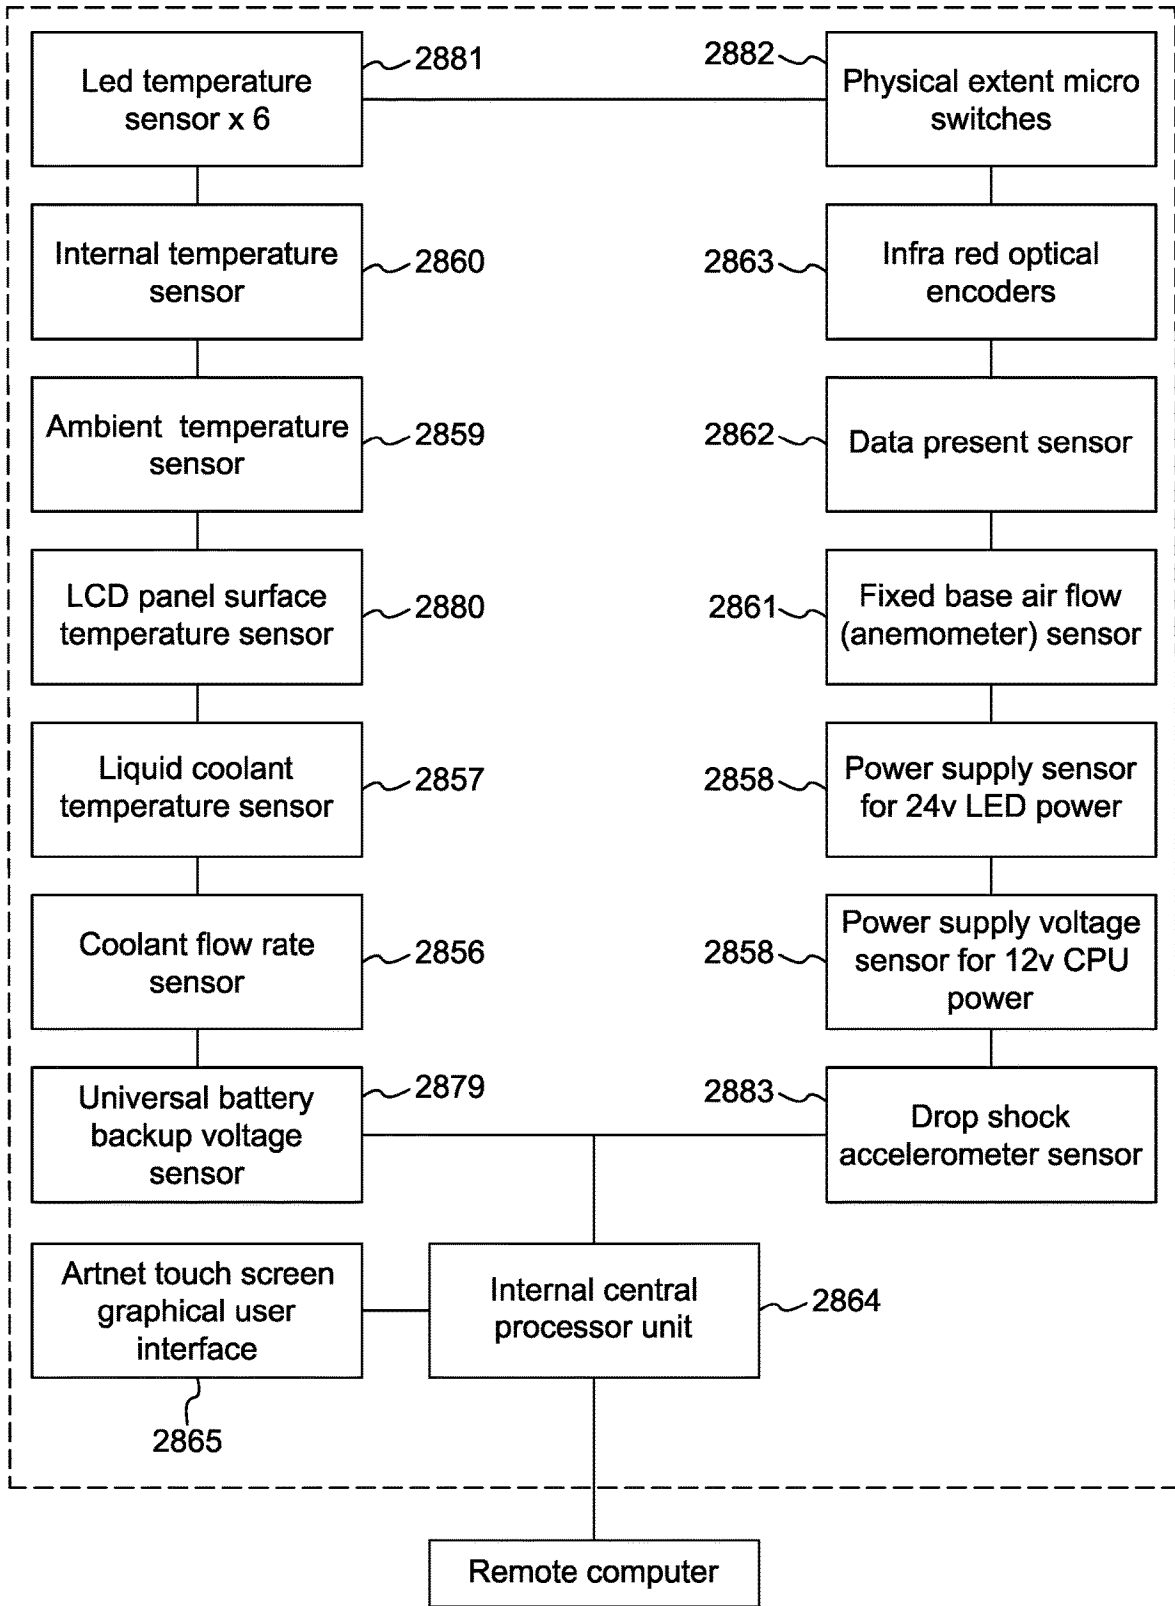 Led temperature
sensor x 6
2881
2882
Physical extent micro
switches
Internal temperature
sensor
2860
2863
Infra red optical
encoders
Ambient temperature
sensor
2859
2862
Data present sensor
LCD panel surface
temperature sensor
2880
2861
Fixed base air flow
(anemometer) sensor
Liquid coolant
temperature sensor
2857
2858
Power supply sensor
for 24v LED power
Coolant flow rate
sensor
2856
2858
Power supply voltage
sensor for 12v CPU
power
Universal battery
backup voltage
sensor
2879
2883
Drop shock
accelerometer sensor
Artnet touch screen
graphical user
interface
2865
Internal central
processor unit
2864
Remote computer